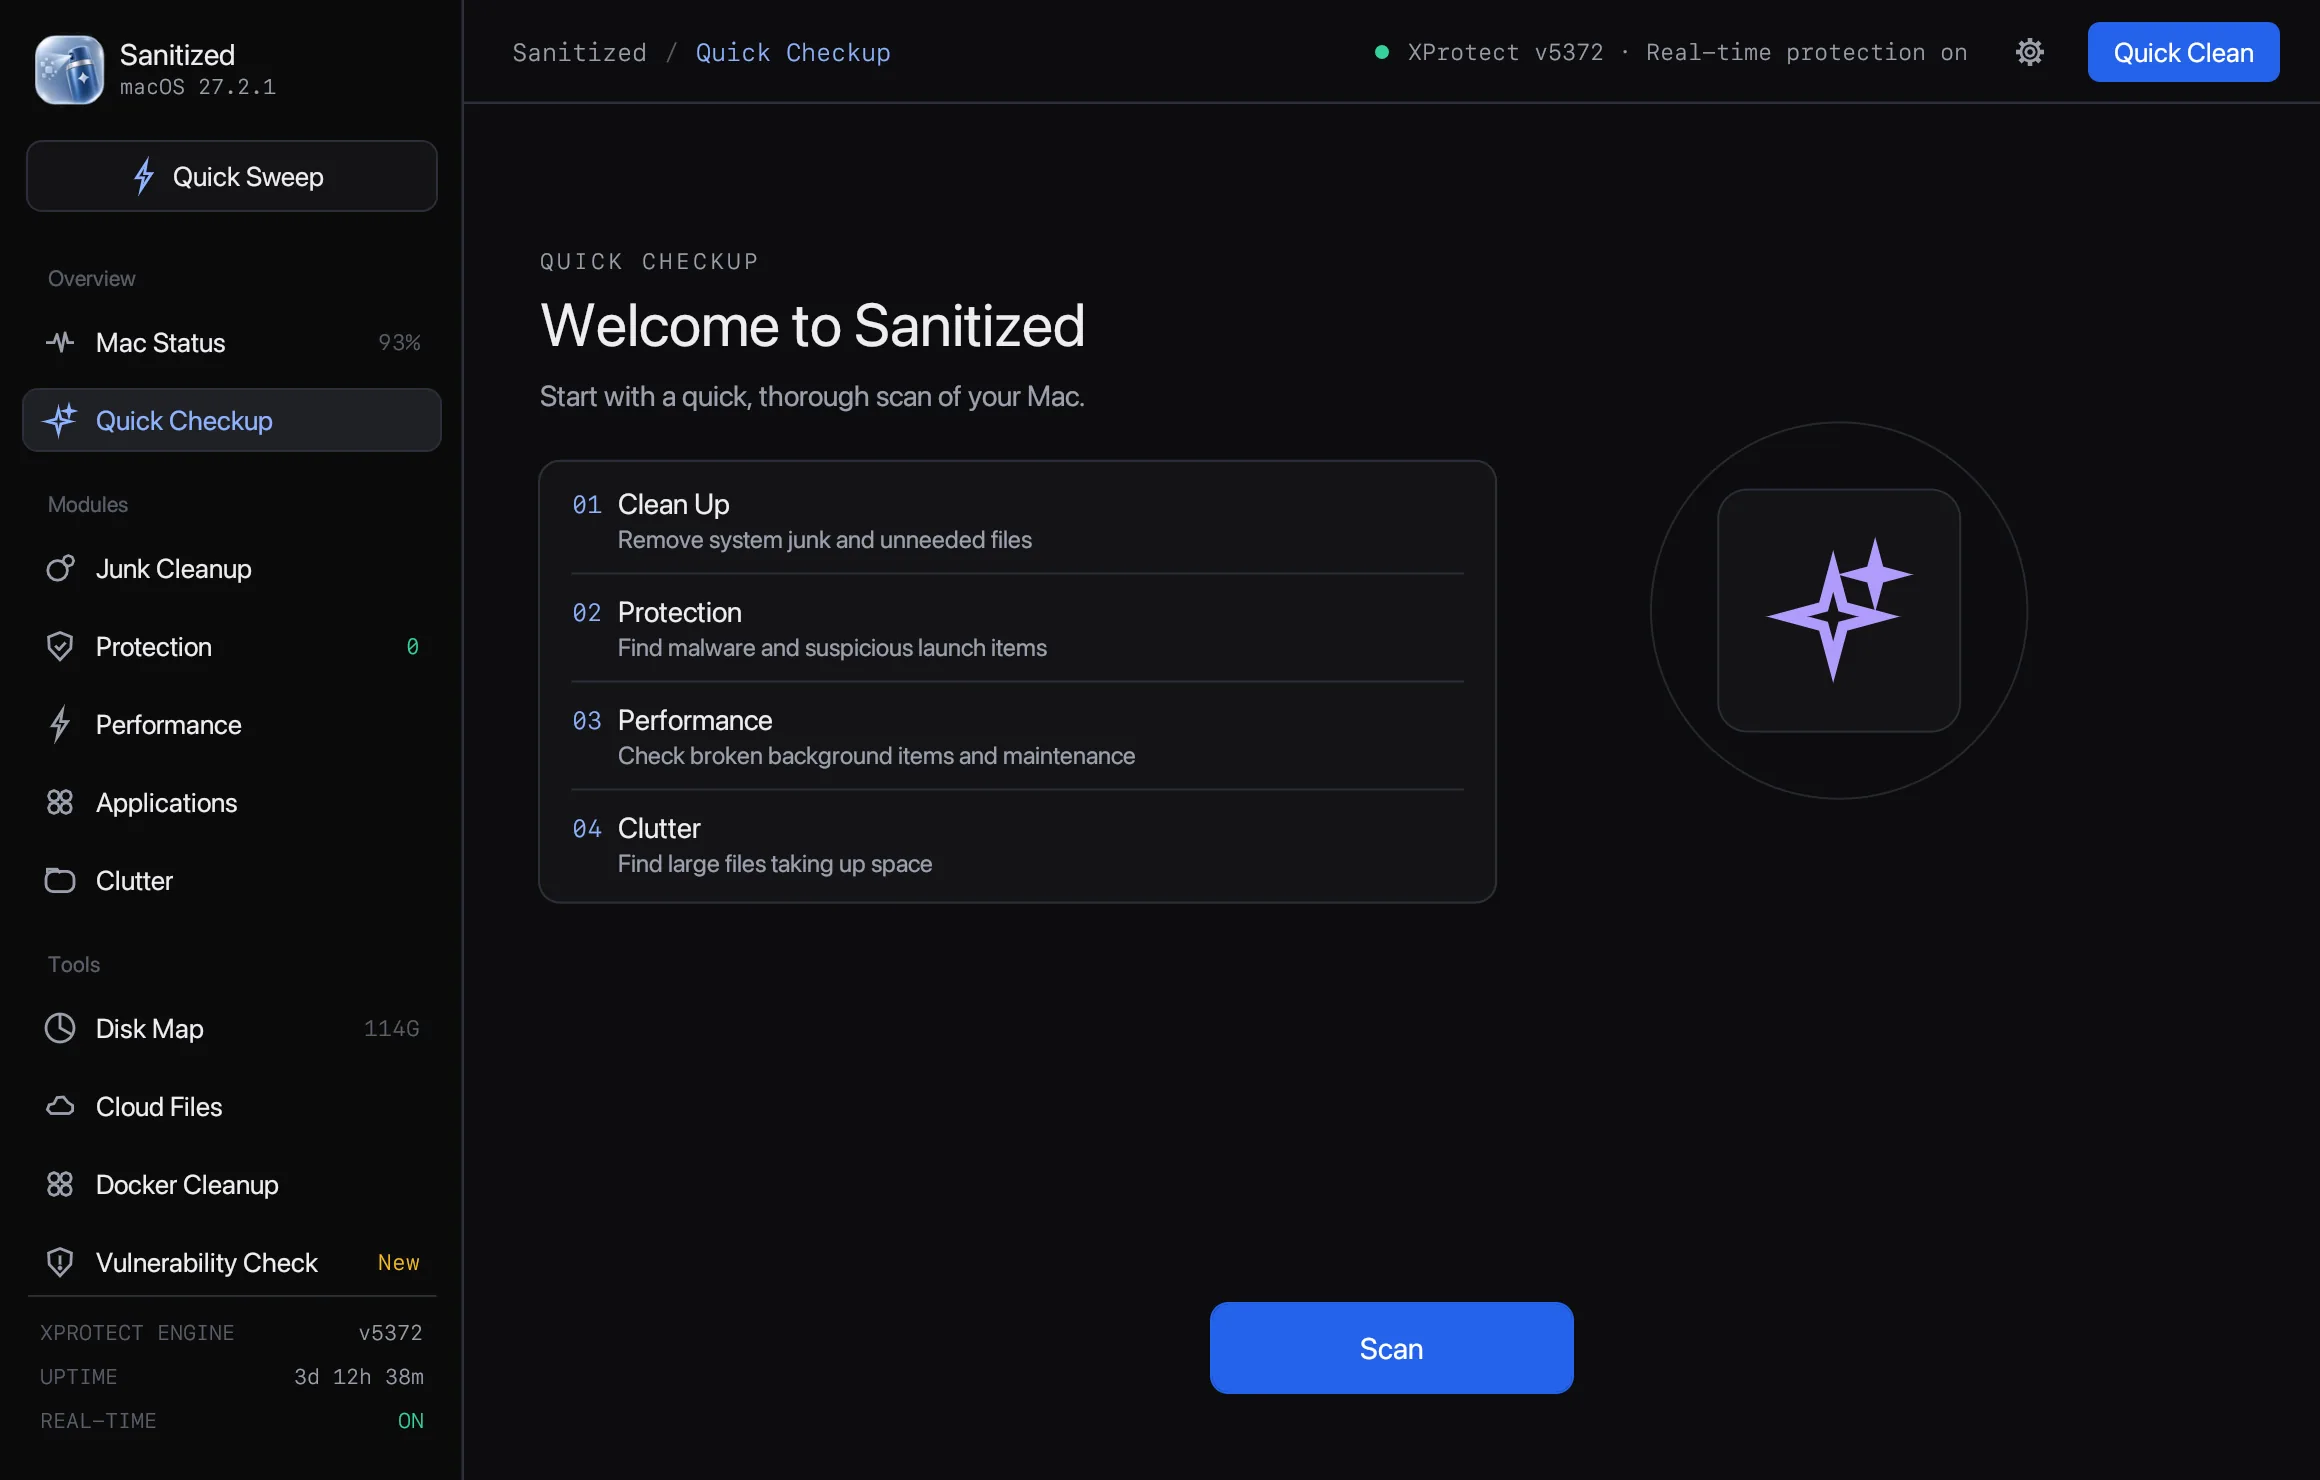 Sanitized
macOS 27.2.1
Quick Sweep
Overview
Mac Status 93%
Quick Checkup
Modules
Junk Cleanup
Protection 0
Performance
Applications
Clutter
Tools
Disk Map 114G
Cloud Files
Docker Cleanup
Vulnerability Check New
XPROTECT ENGINE v5372
UPTIME 3d 12h 38m
REAL-TIME ON
Sanitized / Quick Checkup
XProtect v5372 · Real-time protection on
Quick Clean
QUICK CHECKUP
Welcome to Sanitized
Start with a quick, thorough scan of your Mac.
01 Clean Up
Remove system junk and unneeded files
02 Protection
Find malware and suspicious launch items
03 Performance
Check broken background items and maintenance
04 Clutter
Find large files taking up space
Scan